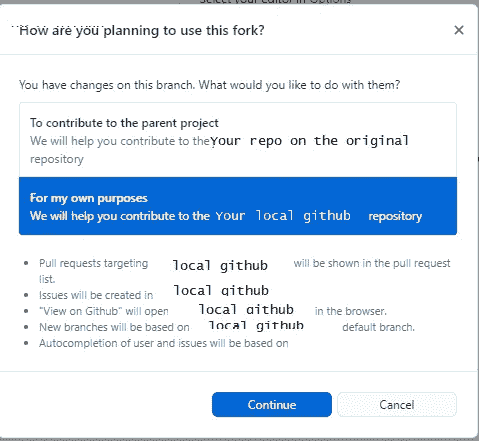 Select your editor in Options
How are you planning to use this fork?
You have changes on this branch. What would you like to do with them?
To contribute to the parent project
We will help you contribute to the Your repo on the original
repository
For my own purposes
We will help you contribute to the Your local github repository
Pull requests targeting local github will be shown in the pull request
list.
Issues will be created in local github
"View on Github" will open local github in the browser.
New branches will be based on local github default branch.
Autocompletion of user and issues will be based on
Continue Cancel